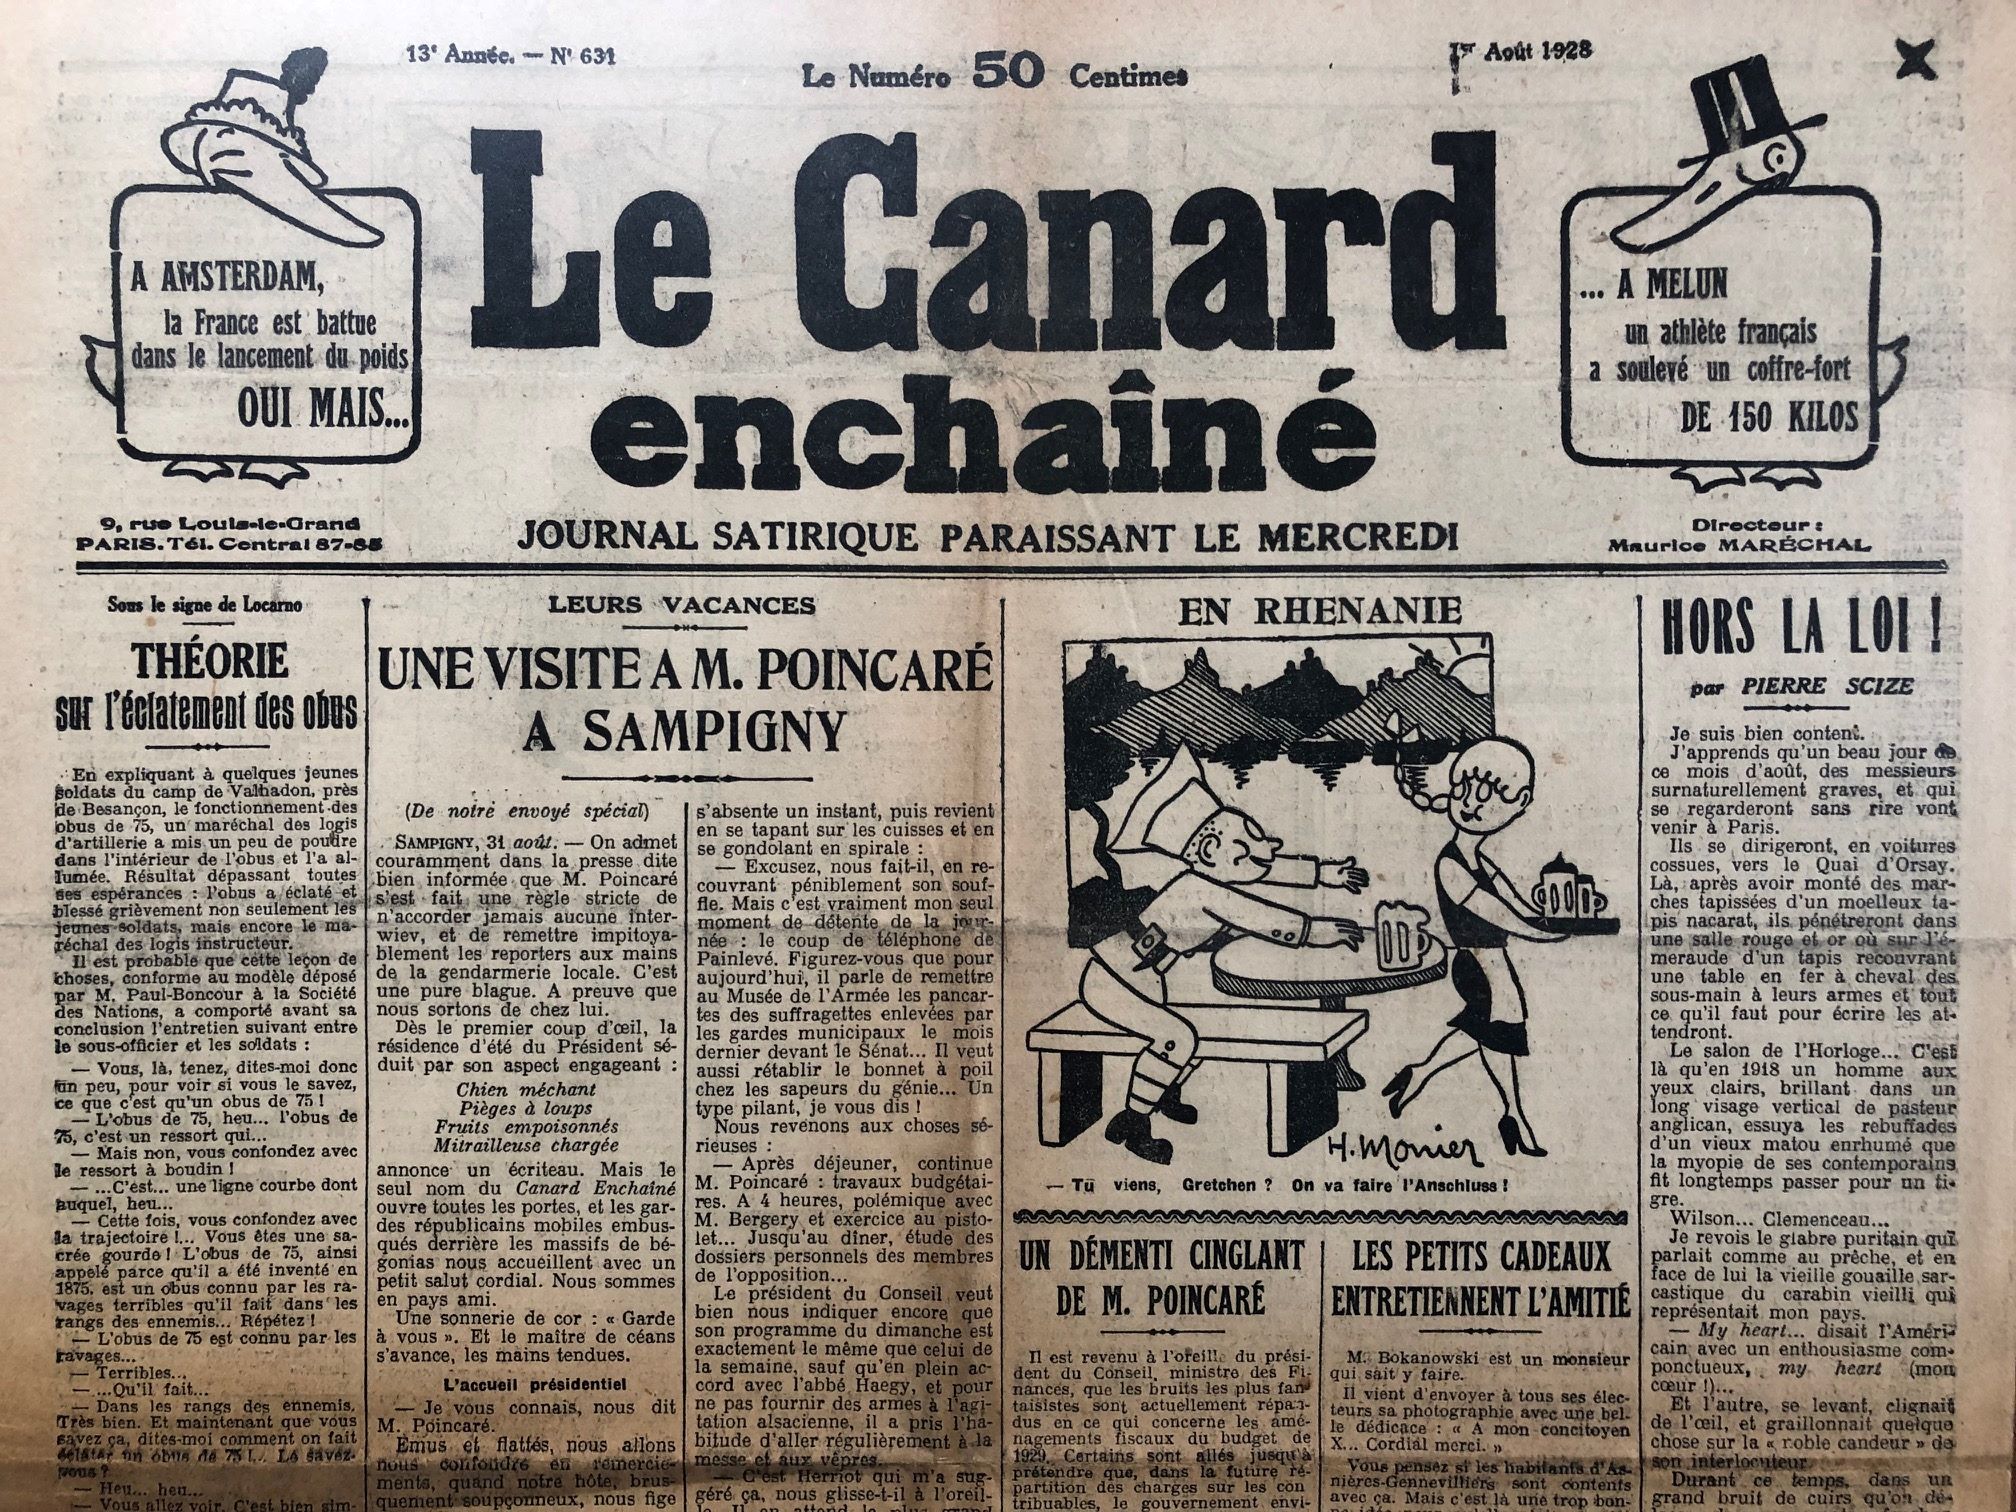 13e Année. — No 631
Le Numéro 50 Centimes
1er Août 1928
A AMSTERDAM,
la France est battue
dans le lancement du poids
OUI MAIS...
Le Canard
enchaîné
... A MELUN
un athlète français
a soulevé un coffre-fort
DE 150 KILOS
9, rue Louis-le-Grand
PARIS. Tél. Central 87-85
JOURNAL SATIRIQUE PARAISSANT LE MERCREDI
Directeur :
Maurice MARÉCHAL
Sous le signe de Locarno
THÉORIE
sur l'éclatement des obus
En expliquant à quelques jeunes
soldats du camp de Valhadon, près
de Besançon, le fonctionnement des
obus de 75, un maréchal des logis
d'artillerie a mis un peu de poudre
dans l'intérieur de l'obus et l'a al-
lumée. Résultat dépassant toutes
ses espérances : l'obus a éclaté et
blessé grièvement non seulement les
jeunes soldats, mais encore le ma-
réchal des logis instructeur.
Il est probable que cette leçon de
choses, conforme au modèle déposé
par M. Paul-Boncour à la Société
des Nations, a comporté avant sa
conclusion l'entretien suivant entre
le sous-officier et les soldats :
— Vous, là, tenez, dites-moi donc
un peu, pour voir si vous le savez,
ce que c'est qu'un obus de 75 !
— L'obus de 75, heu... l'obus de
75, c'est un ressort qui...
— Mais non, vous confondez avec
le ressort à boudin !
— ...C'est... une ligne courbe dont
auquel, heu...
— Cette fois, vous confondez avec
la trajectoire !... Vous êtes une sa-
crée gourde ! L'obus de 75, ainsi
appelé parce qu'il a été inventé en
1875, est un obus connu par les ra-
vages terribles qu'il fait dans les
rangs des ennemis... Répétez !
— L'obus de 75 est connu par les
ravages...
— Terribles...
— ...Qu'il fait...
— Dans les rangs des ennemis.
Très bien. Et maintenant que vous
savez ça, dites-moi comment on fait
éclater un obus de 75 !... Le savez-
vous ?
— Heu... heu...
— Vous allez voir. C'est bien sim-
LEURS VACANCES
UNE VISITE A M. POINCARÉ
A SAMPIGNY
(De notre envoyé spécial)
SAMPIGNY, 31 août. — On admet
couramment dans la presse dite
bien informée que M. Poincaré
s'est fait une règle stricte de
n'accorder jamais aucune inter-
wiev, et de remettre impitoya-
blement les reporters aux mains
de la gendarmerie locale. C'est
une pure blague. A preuve que
nous sortons de chez lui.
Dès le premier coup d'œil, la
résidence d'été du Président sé-
duit par son aspect engageant :
Chien méchant
Pièges à loups
Fruits empoisonnés
Mitrailleuse chargée
annonce un écriteau. Mais le
seul nom du Canard Enchaîné
ouvre toutes les portes, et les gar-
des républicains mobiles embus-
qués derrière les massifs de bé-
gonias nous accueillent avec un
petit salut cordial. Nous sommes
en pays ami.
Une sonnerie de cor : « Garde
à vous ». Et le maître de céans
s'avance, les mains tendues.
L'accueil présidentiel
— Je vous connais, nous dit
M. Poincaré.
Emus et flattés, nous allons
nous confondre en remercie-
ments, quand notre hôte, brus-
quement soupçonneux, nous fige
s'absente un instant, puis revient
en se tapant sur les cuisses et en
se gondolant en spirale :
— Excusez, nous fait-il, en re-
couvrant péniblement son souf-
fle. Mais c'est vraiment mon seul
moment de détente de la jour-
née : le coup de téléphone de
Painlevé. Figurez-vous que pour
aujourd'hui, il parle de remettre
au Musée de l'Armée les pancar-
tes des suffragettes enlevées par
les gardes municipaux le mois
dernier devant le Sénat... Il veut
aussi rétablir le bonnet à poil
chez les sapeurs du génie... Un
type pilant, je vous dis !
Nous revenons aux choses sé-
rieuses :
— Après déjeuner, continue
M. Poincaré : travaux budgétai-
res. A 4 heures, polémique avec
M. Bergery et exercice au pisto-
let... Jusqu'au dîner, étude des
dossiers personnels des membres
de l'opposition...
Le président du Conseil veut
bien nous indiquer encore que
son programme du dimanche est
exactement le même que celui de
la semaine, sauf qu'en plein ac-
cord avec l'abbé Haegy, et pour
ne pas fournir des armes à l'agi-
tation alsacienne, il a pris l'ha-
bitude d'aller régulièrement à la
messe et aux vêpres...
— C'est Herriot qui m'a sug-
géré ça, nous glisse-t-il à l'oreil-
EN RHENANIE
H. Monier
— Tu viens, Gretchen ? On va faire l'Anschluss !
UN DÉMENTI CINGLANT
DE M. POINCARÉ
Il est revenu à l'oreille du prési-
dent du Conseil, ministre des Fi-
nances, que les bruits les plus fan-
taisistes sont actuellement répan-
dus en ce qui concerne les amé-
nagements fiscaux du budget de
1929. Certains sont allés jusqu'à
prétendre que, dans la future ré-
partition des charges sur les con-
tribuables, le gouvernement envi-
LES PETITS CADEAUX
ENTRETIENNENT L'AMITIÉ
M. Bokanowski est un monsieur
qui sait y faire.
Il vient d'envoyer à tous ses élec-
teurs sa photographie avec une bel-
le dédicace : « A mon concitoyen
X... Cordial merci. »
Vous pensez si les habitants d'As-
nières-Gennevilliers sont contents
avec ça. Mais c'est là une trop bon-
HORS LA LOI !
par PIERRE SCIZE
Je suis bien content.
J'apprends qu'un beau jour de
ce mois d'août, des messieurs
surnaturellement graves, et qui
se regarderont sans rire vont
venir à Paris.
Ils se dirigeront, en voitures
cossues, vers le Quai d'Orsay.
Là, après avoir monté des mar-
ches tapissées d'un moelleux ta-
pis nacarat, ils pénétreront dans
une salle rouge et or où sur l'é-
meraude d'un tapis recouvrant
une table en fer à cheval des
sous-main à leurs armes et tout
ce qu'il faut pour écrire les at-
tendront.
Le salon de l'Horloge... C'est
là qu'en 1918 un homme aux
yeux clairs, brillant dans un
long visage vertical de pasteur
anglican, essuya les rebuffades
d'un vieux matou enrhumé que
la myopie de ses contemporains
fit longtemps passer pour un ti-
gre.
Wilson... Clemenceau...
Je revois le glabre puritain qui
parlait comme au prêche, et en
face de lui la vieille gouaille sar-
castique du carabin vieilli qui
représentait mon pays.
— My heart... disait l'Améri-
cain avec un enthousiasme com-
ponctueux, my heart (mon
cœur !)...
Et l'autre, se levant, clignait
de l'œil, et graillonnait quelque
chose sur la « noble candeur » de
son interlocuteur.
Durant ce temps, dans un
grand bruit de curs qu'on dé-